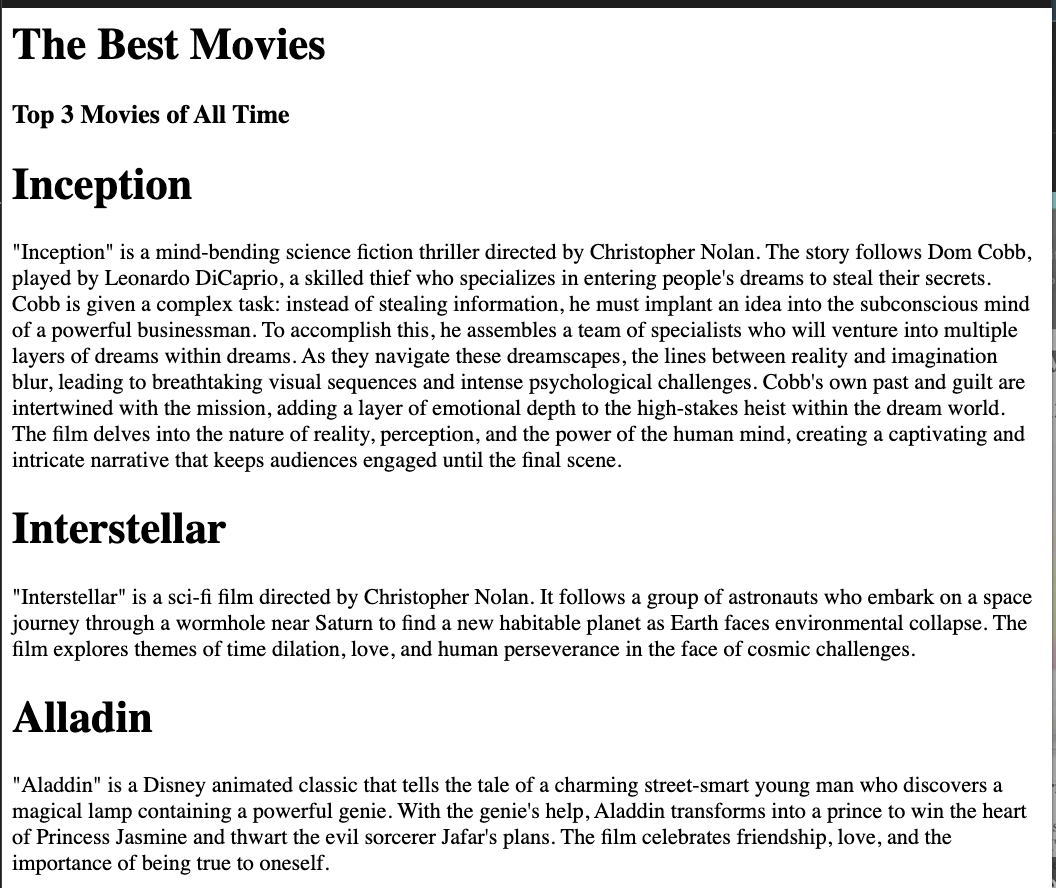 The Best Movies
Top 3 Movies of All Time
Inception
"Inception" is a mind-bending science fiction thriller directed by Christopher Nolan. The story follows Dom Cobb,
played by Leonardo DiCaprio, a skilled thief who specializes in entering people's dreams to steal their secrets.
Cobb is given a complex task: instead of stealing information, he must implant an idea into the subconscious mind
of a powerful businessman. To accomplish this, he assembles a team of specialists who will venture into multiple
layers of dreams within dreams. As they navigate these dreamscapes, the lines between reality and imagination
blur, leading to breathtaking visual sequences and intense psychological challenges. Cobb's own past and guilt are
intertwined with the mission, adding a layer of emotional depth to the high-stakes heist within the dream world.
The film delves into the nature of reality, perception, and the power of the human mind, creating a captivating and
intricate narrative that keeps audiences engaged until the final scene.
Interstellar
"Interstellar" is a sci-fi film directed by Christopher Nolan. It follows a group of astronauts who embark on a space
journey through a wormhole near Saturn to find a new habitable planet as Earth faces environmental collapse. The
film explores themes of time dilation, love, and human perseverance in the face of cosmic challenges.
Alladin
"Aladdin" is a Disney animated classic that tells the tale of a charming street-smart young man who discovers a
magical lamp containing a powerful genie. With the genie's help, Aladdin transforms into a prince to win the heart
of Princess Jasmine and thwart the evil sorcerer Jafar's plans. The film celebrates friendship, love, and the
importance of being true to oneself.